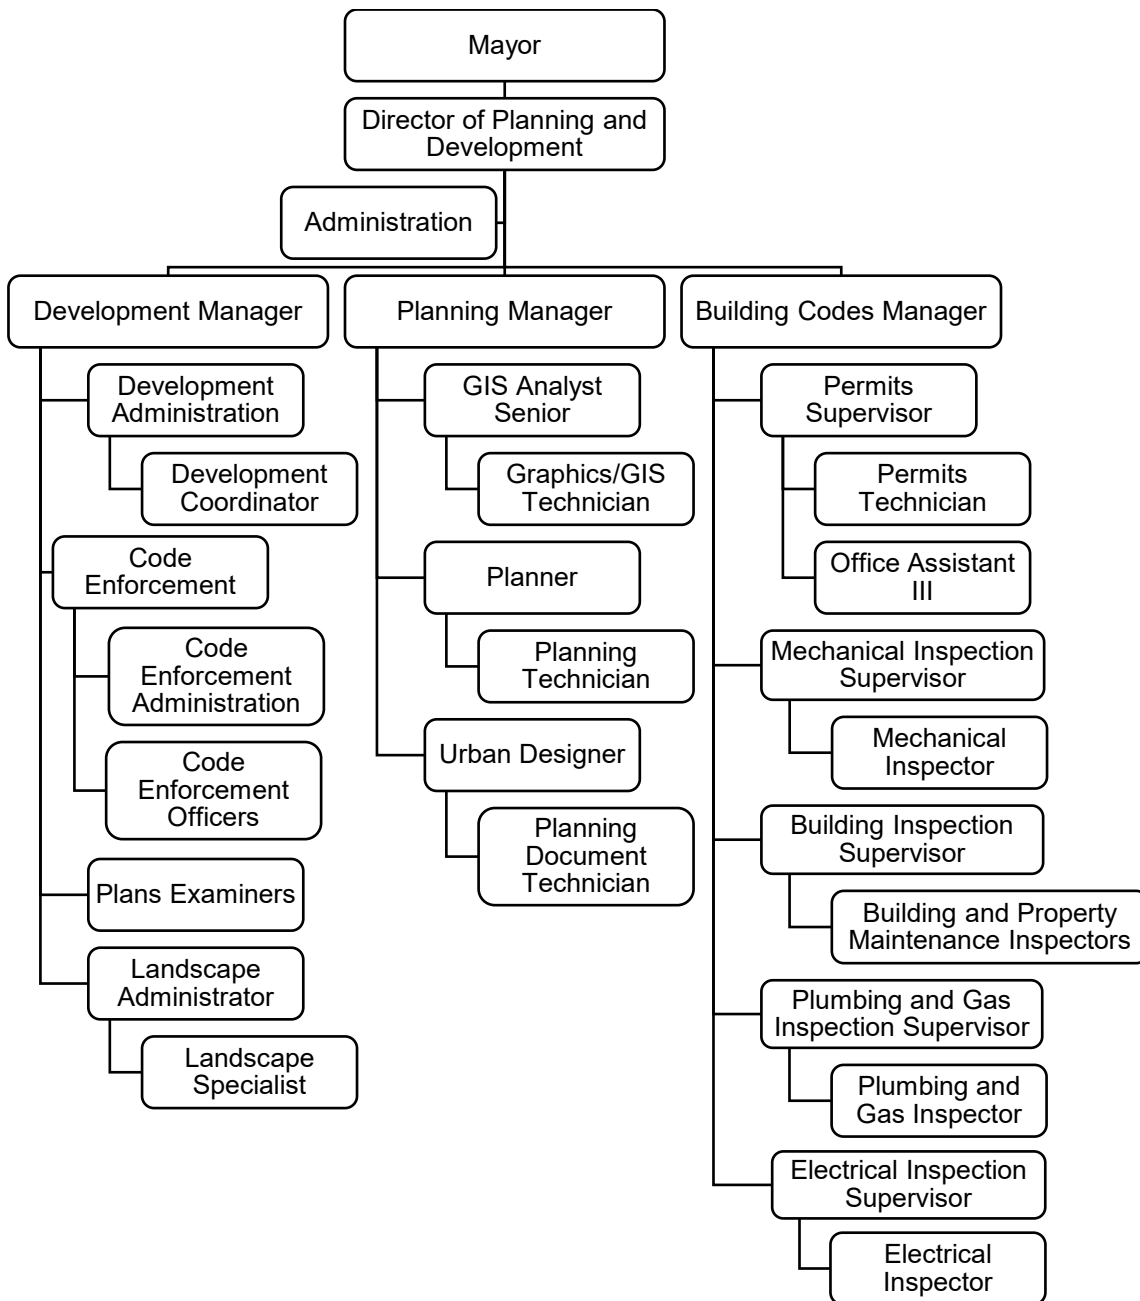 Mayor
Director of Planning and
Development
Administration
Development Manager
Development
Administration
Development
Coordinator
Code
Enforcement
Code
Enforcement
Administration
Code
Enforcement
Officers
Plans Examiners
Landscape
Administrator
Landscape
Specialist
Planning Manager
GIS Analyst
Senior
Graphics/GIS
Technician
Planner
Planning
Technician
Urban Designer
Planning
Document
Technician
Building Codes Manager
Permits
Supervisor
Permits
Technician
Office Assistant
III
Mechanical Inspection
Supervisor
Mechanical
Inspector
Building Inspection
Supervisor
Building and Property
Maintenance Inspectors
Plumbing and Gas
Inspection Supervisor
Plumbing and
Gas Inspector
Electrical Inspection
Supervisor
Electrical
Inspector